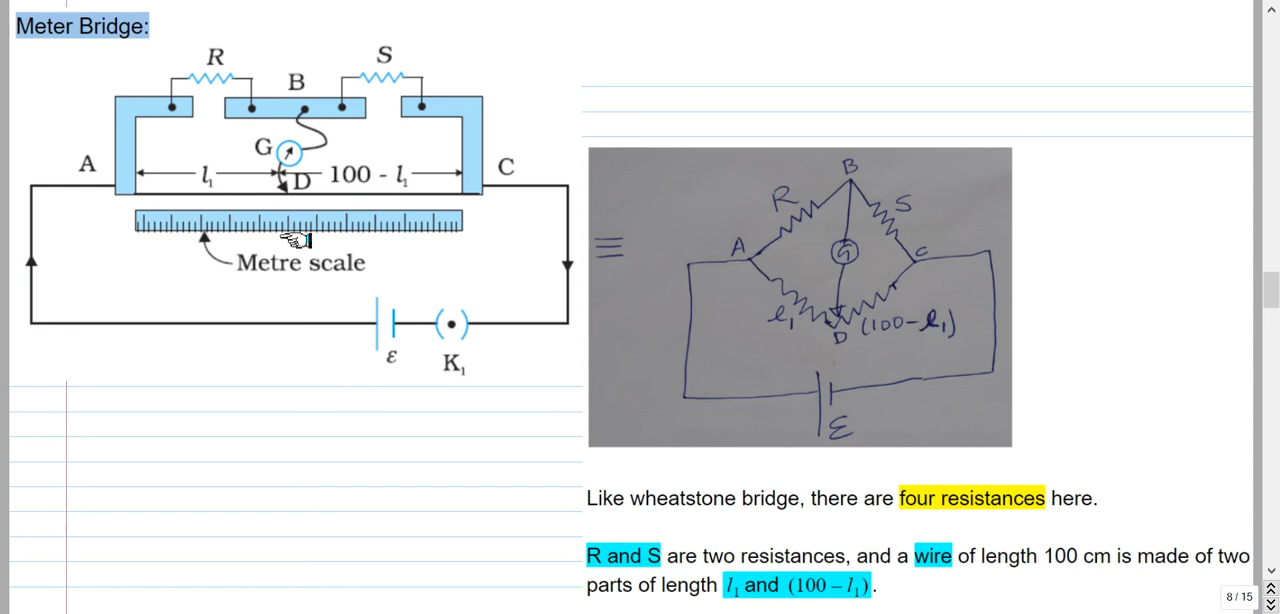 Meter Bridge:
R
S
B
G
A
l₁
D
100 - l₁
C
Metre scale
ε
K₁
≡
B
R
S
A
G
C
l₁
D
(100-l₁)
ε
Like wheatstone bridge, there are four resistances here.
R and S are two resistances, and a wire of length 100 cm is made of two
parts of length l₁ and (100 – l₁).
8 / 15